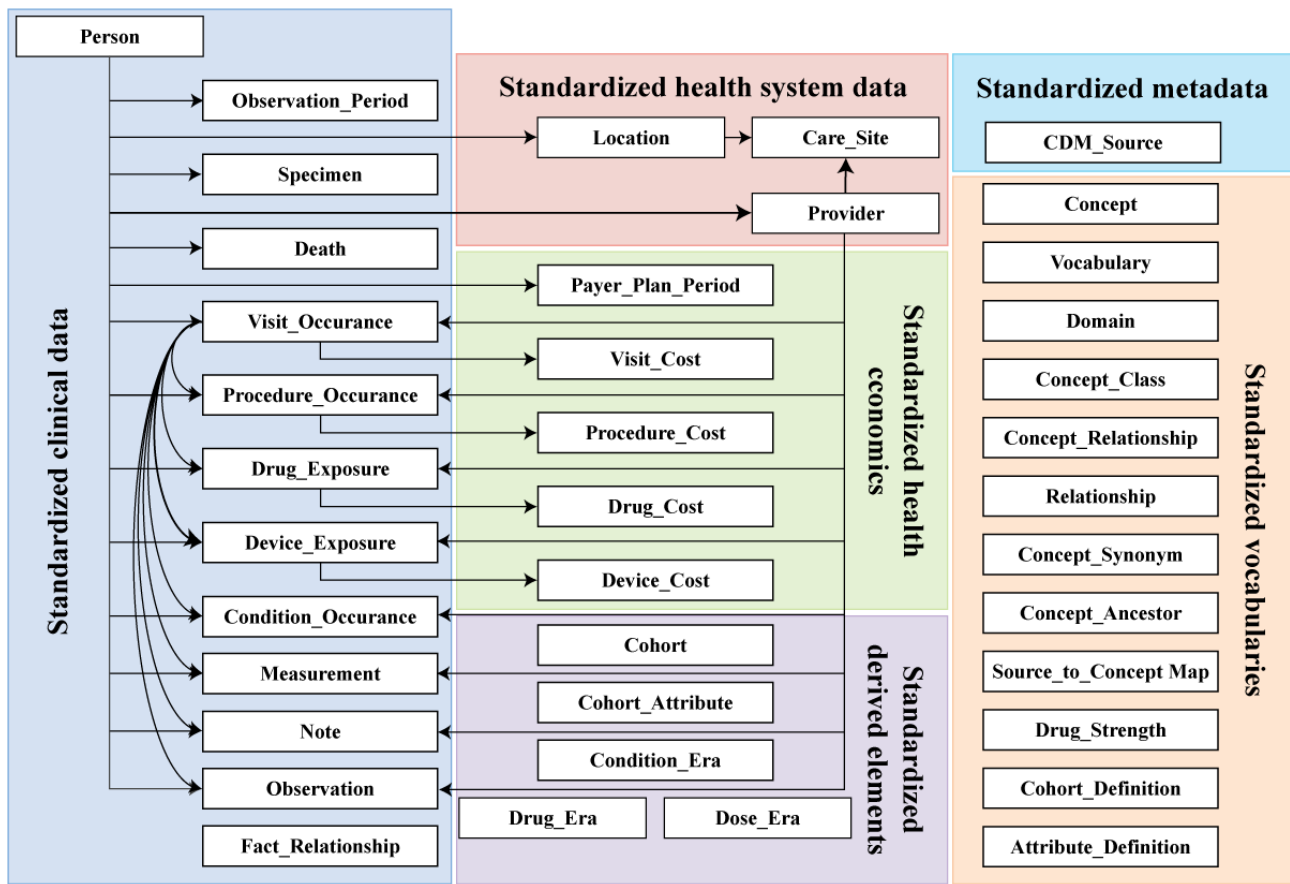 Person
Observation_Period
Specimen
Death
Visit_Occurance
Procedure_Occurance
Drug_Exposure
Device_Exposure
Condition_Occurance
Measurement
Note
Observation
Fact_Relationship
Standardized clinical data
Standardized health system data
Location
Care_Site
Provider
Payer_Plan_Period
Visit_Cost
Procedure_Cost
Drug_Cost
Device_Cost
Standardized health
cconomics
Cohort
Cohort_Attribute
Condition_Era
Drug_Era
Dose_Era
Standardized
derived elements
Standardized metadata
CDM_Source
Concept
Vocabulary
Domain
Concept_Class
Concept_Relationship
Relationship
Concept_Synonym
Concept_Ancestor
Source_to_Concept Map
Drug_Strength
Cohort_Definition
Attribute_Definition
Standardized vocabularies